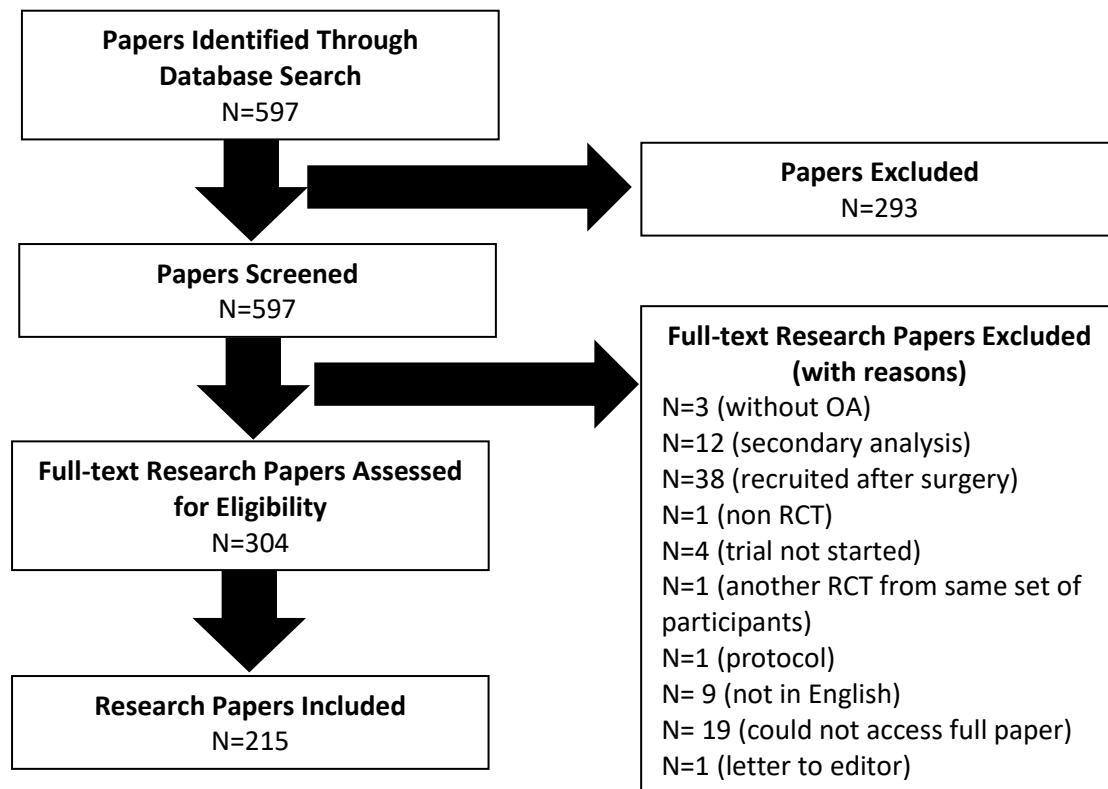 Papers Identified Through
Database Search
N=597
Papers Excluded
N=293
Papers Screened
N=597
Full-text Research Papers Excluded
(with reasons)
N=3 (without OA)
N=12 (secondary analysis)
N=38 (recruited after surgery)
N=1 (non RCT)
N=4 (trial not started)
N=1 (another RCT from same set of
participants)
N=1 (protocol)
N= 9 (not in English)
N= 19 (could not access full paper)
N=1 (letter to editor)
Full-text Research Papers Assessed
for Eligibility
N=304
Research Papers Included
N=215